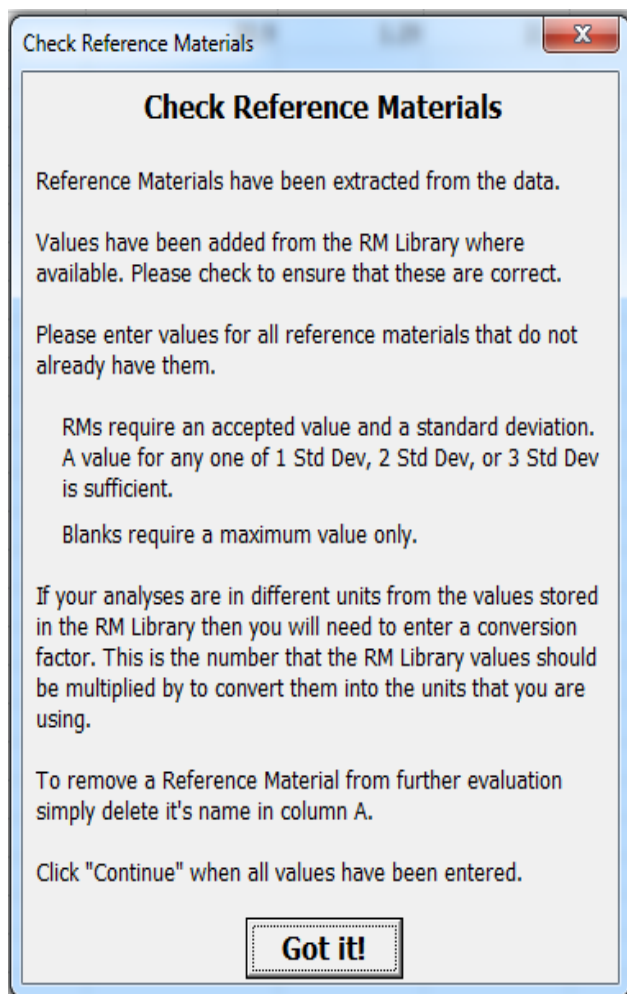 Check Reference Materials
Check Reference Materials
Reference Materials have been extracted from the data.
Values have been added from the RM Library where
available. Please check to ensure that these are correct.
Please enter values for all reference materials that do not
already have them.
RMs require an accepted value and a standard deviation.
A value for any one of 1 Std Dev, 2 Std Dev, or 3 Std Dev
is sufficient.
Blanks require a maximum value only.
If your analyses are in different units from the values stored
in the RM Library then you will need to enter a conversion
factor. This is the number that the RM Library values should
be multiplied by to convert them into the units that you are
using.
To remove a Reference Material from further evaluation
simply delete it's name in column A.
Click "Continue" when all values have been entered.
Got it!